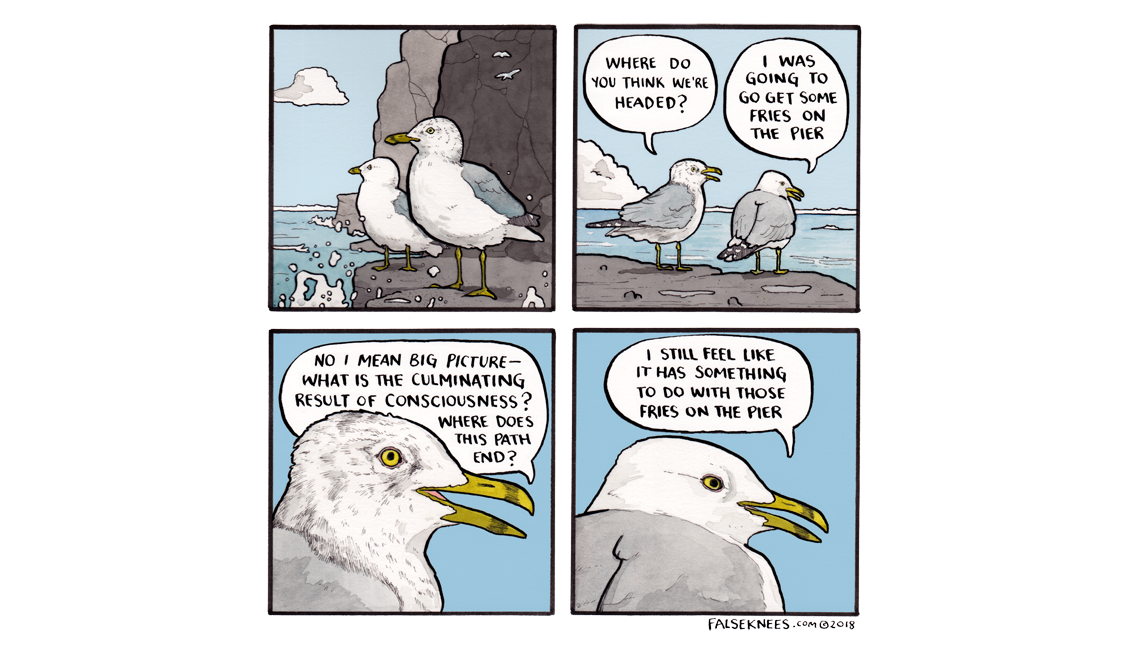 WHERE DO
YOU THINK WE'RE
HEADED?
I WAS
GOING TO
GO GET SOME
FRIES ON
THE PIER
NO I MEAN BIG PICTURE—
WHAT IS THE CULMINATING
RESULT OF CONSCIOUSNESS?
WHERE DOES
THIS PATH
END?
I STILL FEEL LIKE
IT HAS SOMETHING
TO DO WITH THOSE
FRIES ON THE PIER
FALSEKNEES.COM©2018